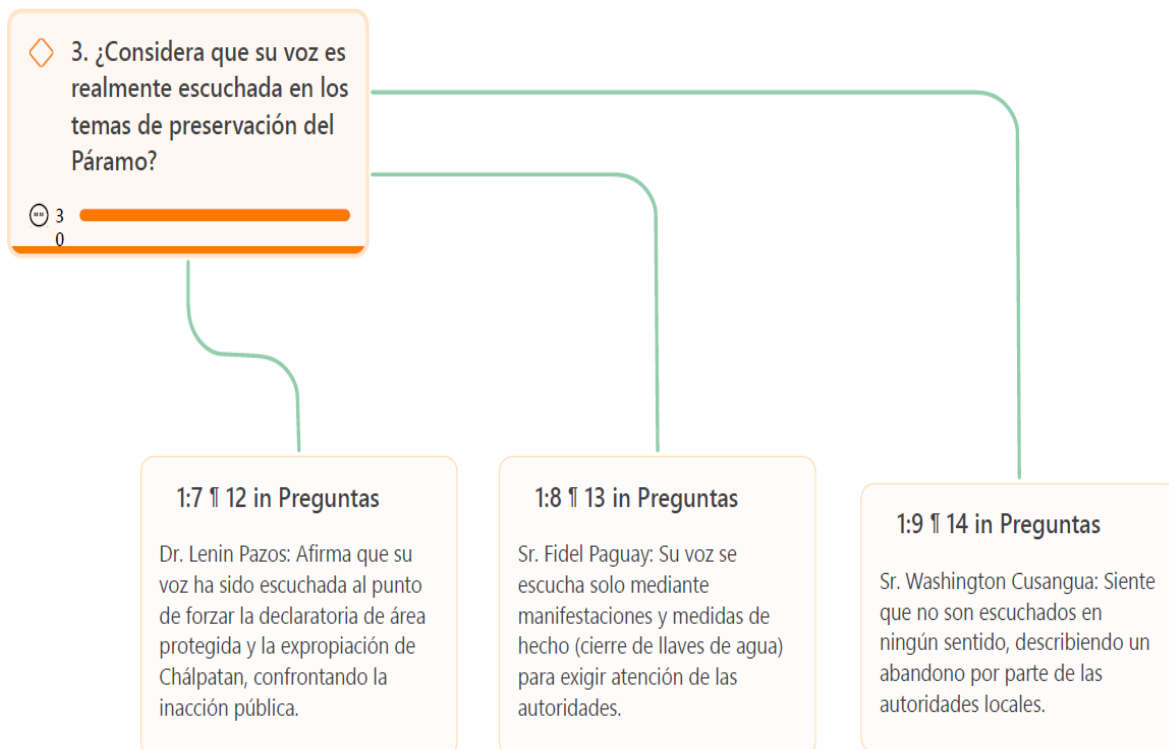 3. ¿Considera que su voz es
realmente escuchada en los
temas de preservación del
Páramo?
3
0
1:7 ¶ 12 in Preguntas
Dr. Lenin Pazos: Afirma que su
voz ha sido escuchada al punto
de forzar la declaratoria de área
protegida y la expropiación de
Chálpatan, confrontando la
inacción pública.
1:8 ¶ 13 in Preguntas
Sr. Fidel Paguay: Su voz se
escucha solo mediante
manifestaciones y medidas de
hecho (cierre de llaves de agua)
para exigir atención de las
autoridades.
1:9 ¶ 14 in Preguntas
Sr. Washington Cusangua: Siente
que no son escuchados en
ningún sentido, describiendo un
abandono por parte de las
autoridades locales.